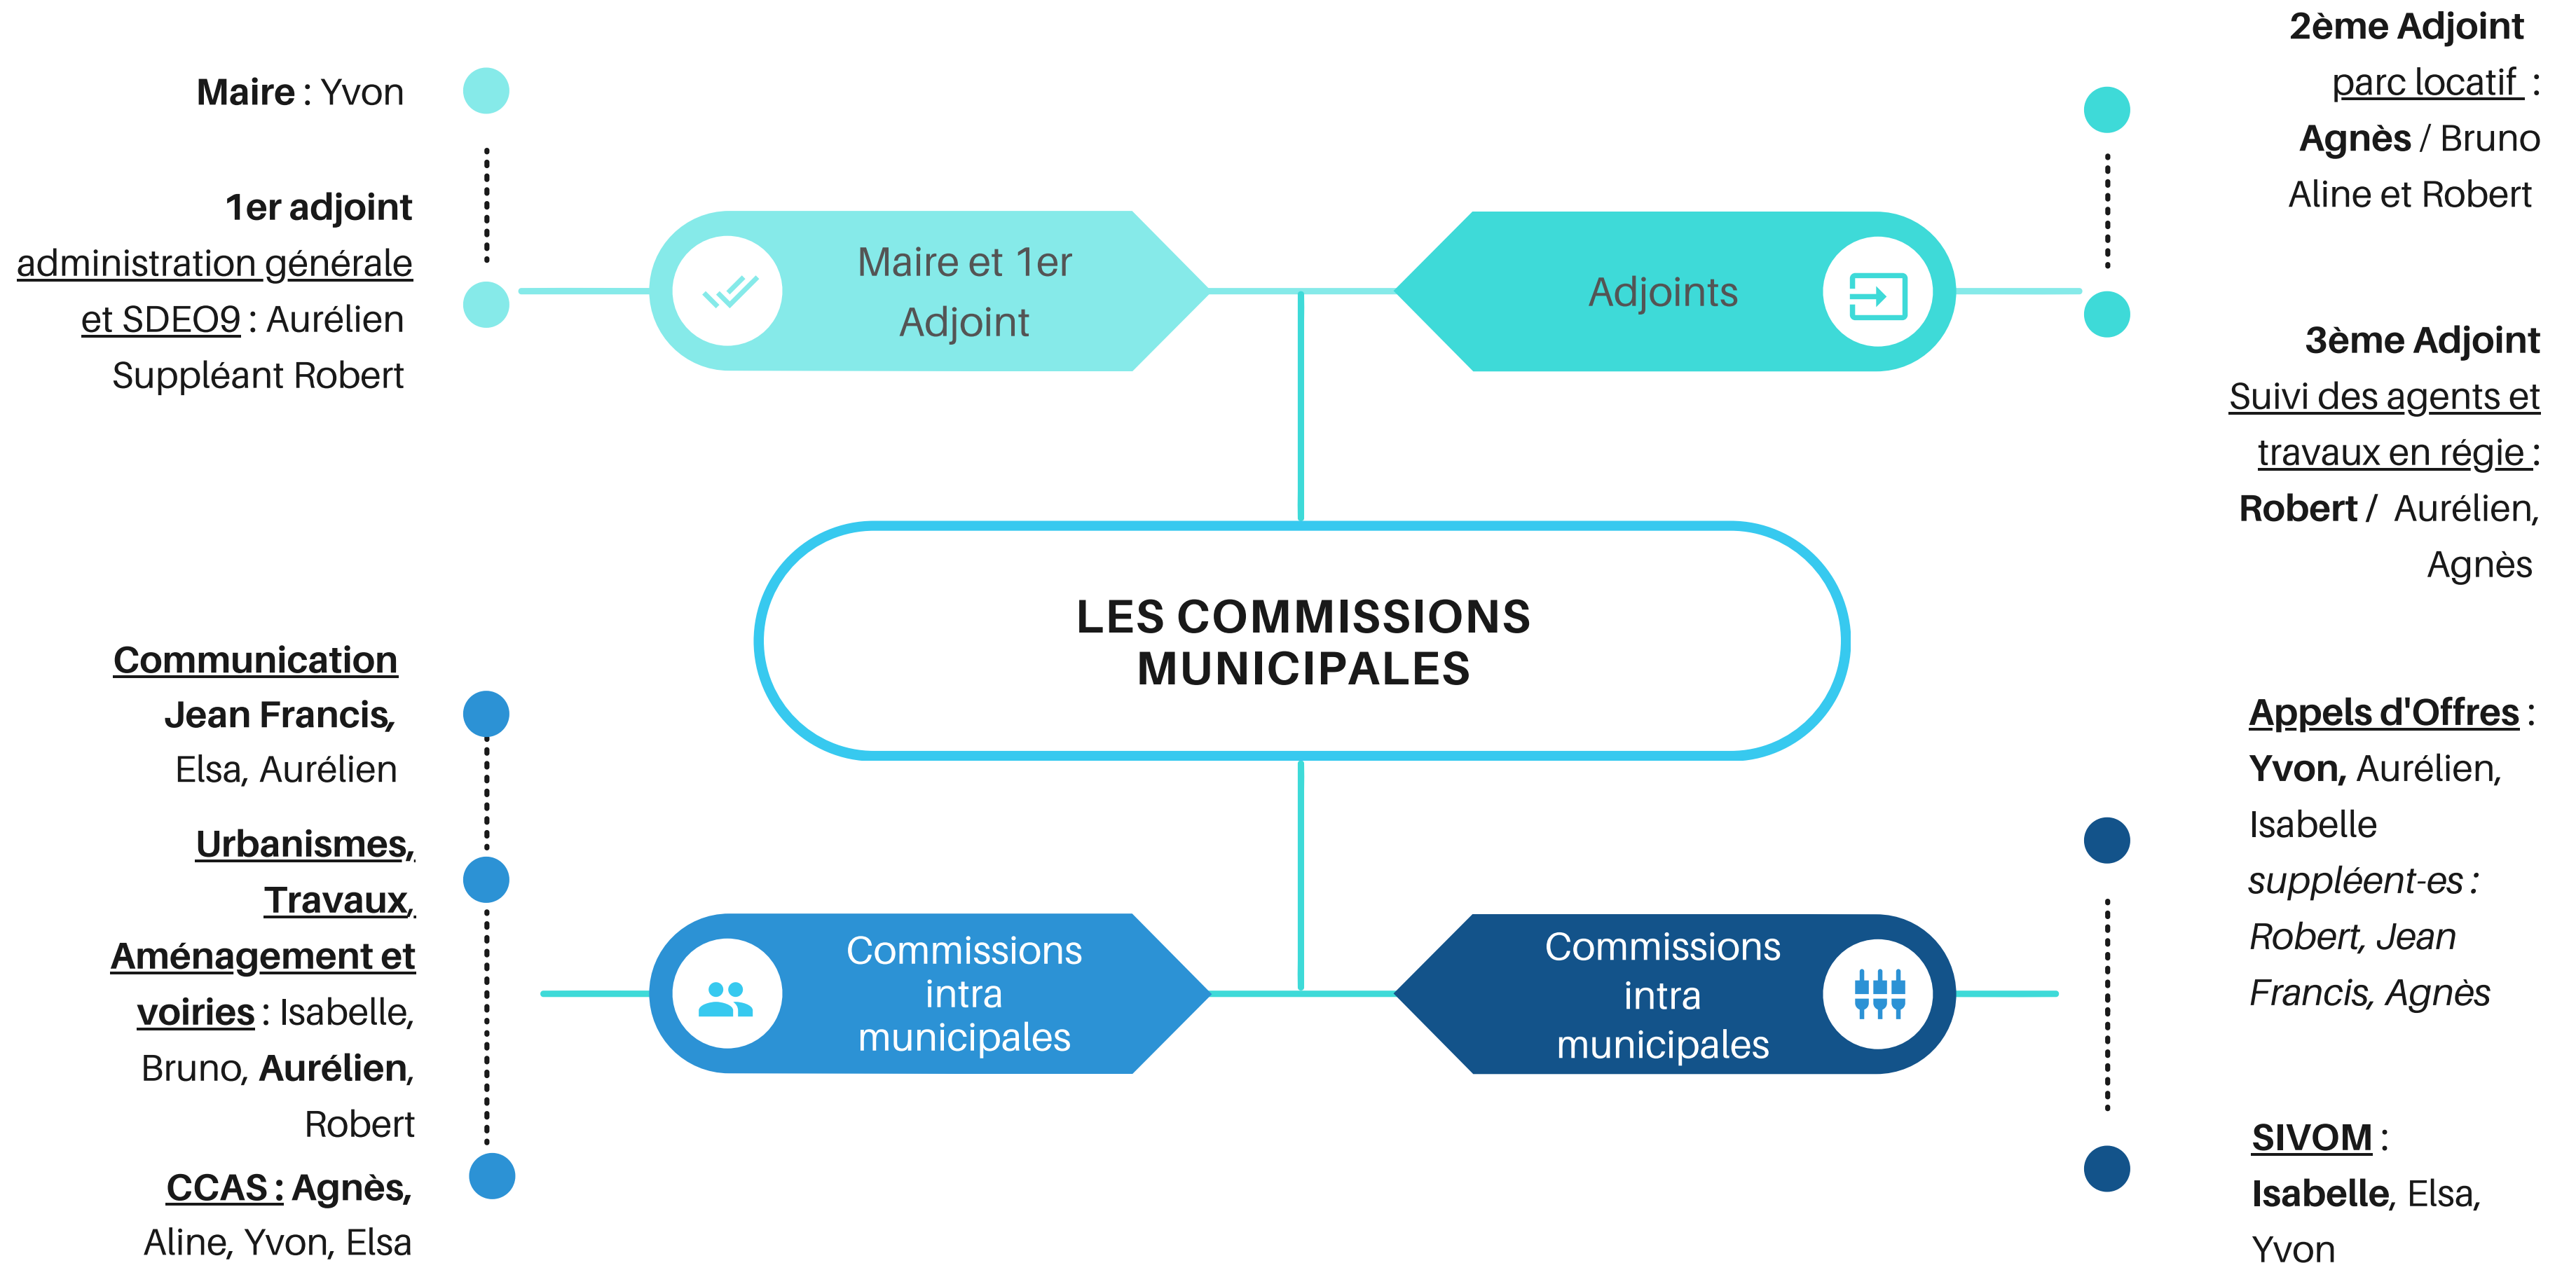 Maire : Yvon
1er adjoint
administration générale
et SDEO9 : Aurélien
Suppléant Robert
Maire et 1er
Adjoint
Adjoints
2ème Adjoint
parc locatif :
Agnès / Bruno
Aline et Robert
3ème Adjoint
Suivi des agents et
travaux en régie :
Robert / Aurélien,
Agnès
LES COMMISSIONS
MUNICIPALES
Communication
Jean Francis,
Elsa, Aurélien
Urbanismes,
Travaux,
Aménagement et
voiries : Isabelle,
Bruno, Aurélien,
Robert
CCAS : Agnès,
Aline, Yvon, Elsa
Commissions
intra
municipales
Commissions
intra
municipales
Appels d'Offres :
Yvon, Aurélien,
Isabelle
suppléent-es :
Robert, Jean
Francis, Agnès
SIVOM :
Isabelle, Elsa,
Yvon